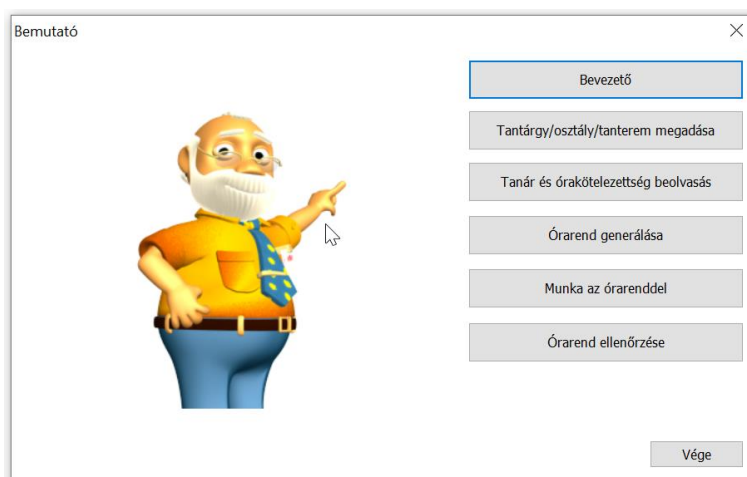 Bemutató
Bevezető
Tantárgy/osztály/tanterem megadása
Tanár és órakötelezettség beolvasás
Órarend generálása
Munka az órarenddel
Órarend ellenőrzése
Vége